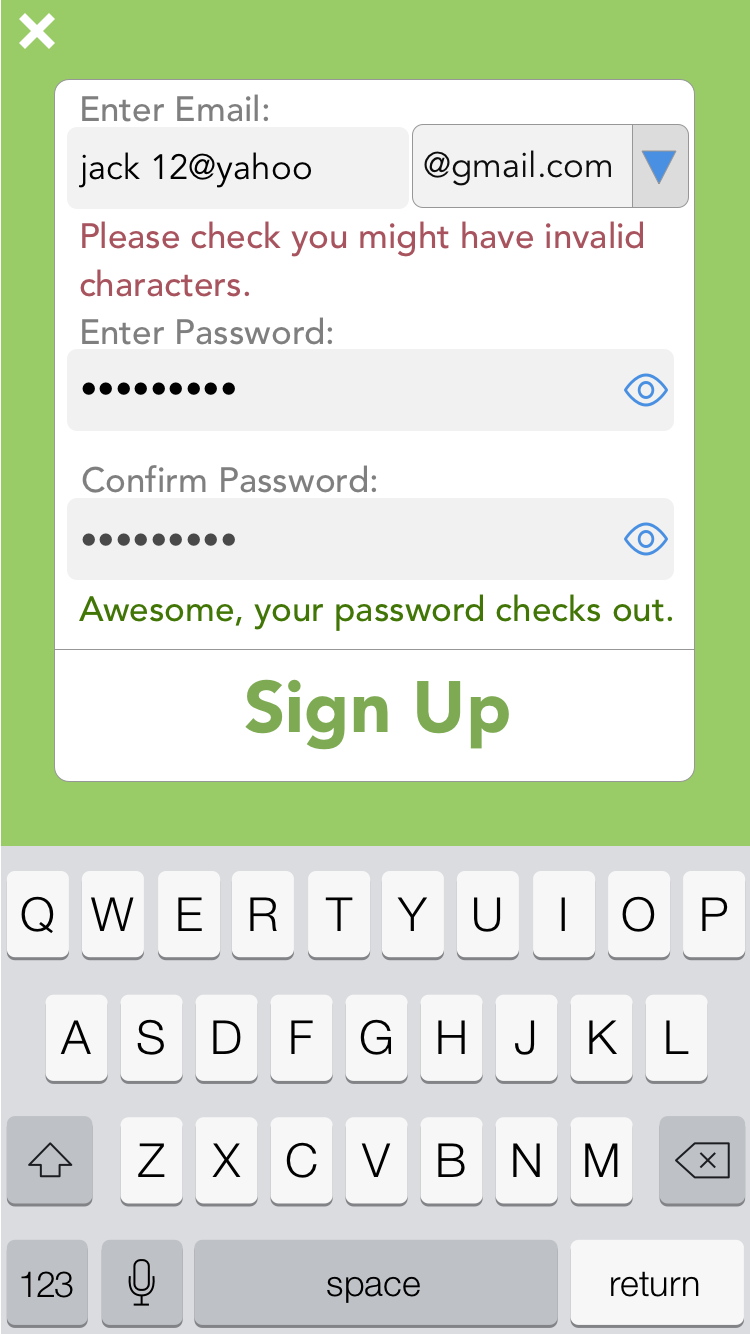 Enter Email:
jack 12@yahoo @gmail.com
Please check you might have invalid
characters.
Enter Password:
•••••••••
Confirm Password:
•••••••••
Awesome, your password checks out.
Sign Up
Q W E R T Y U I O P
A S D F G H J K L
Z X C V B N M
123 space return